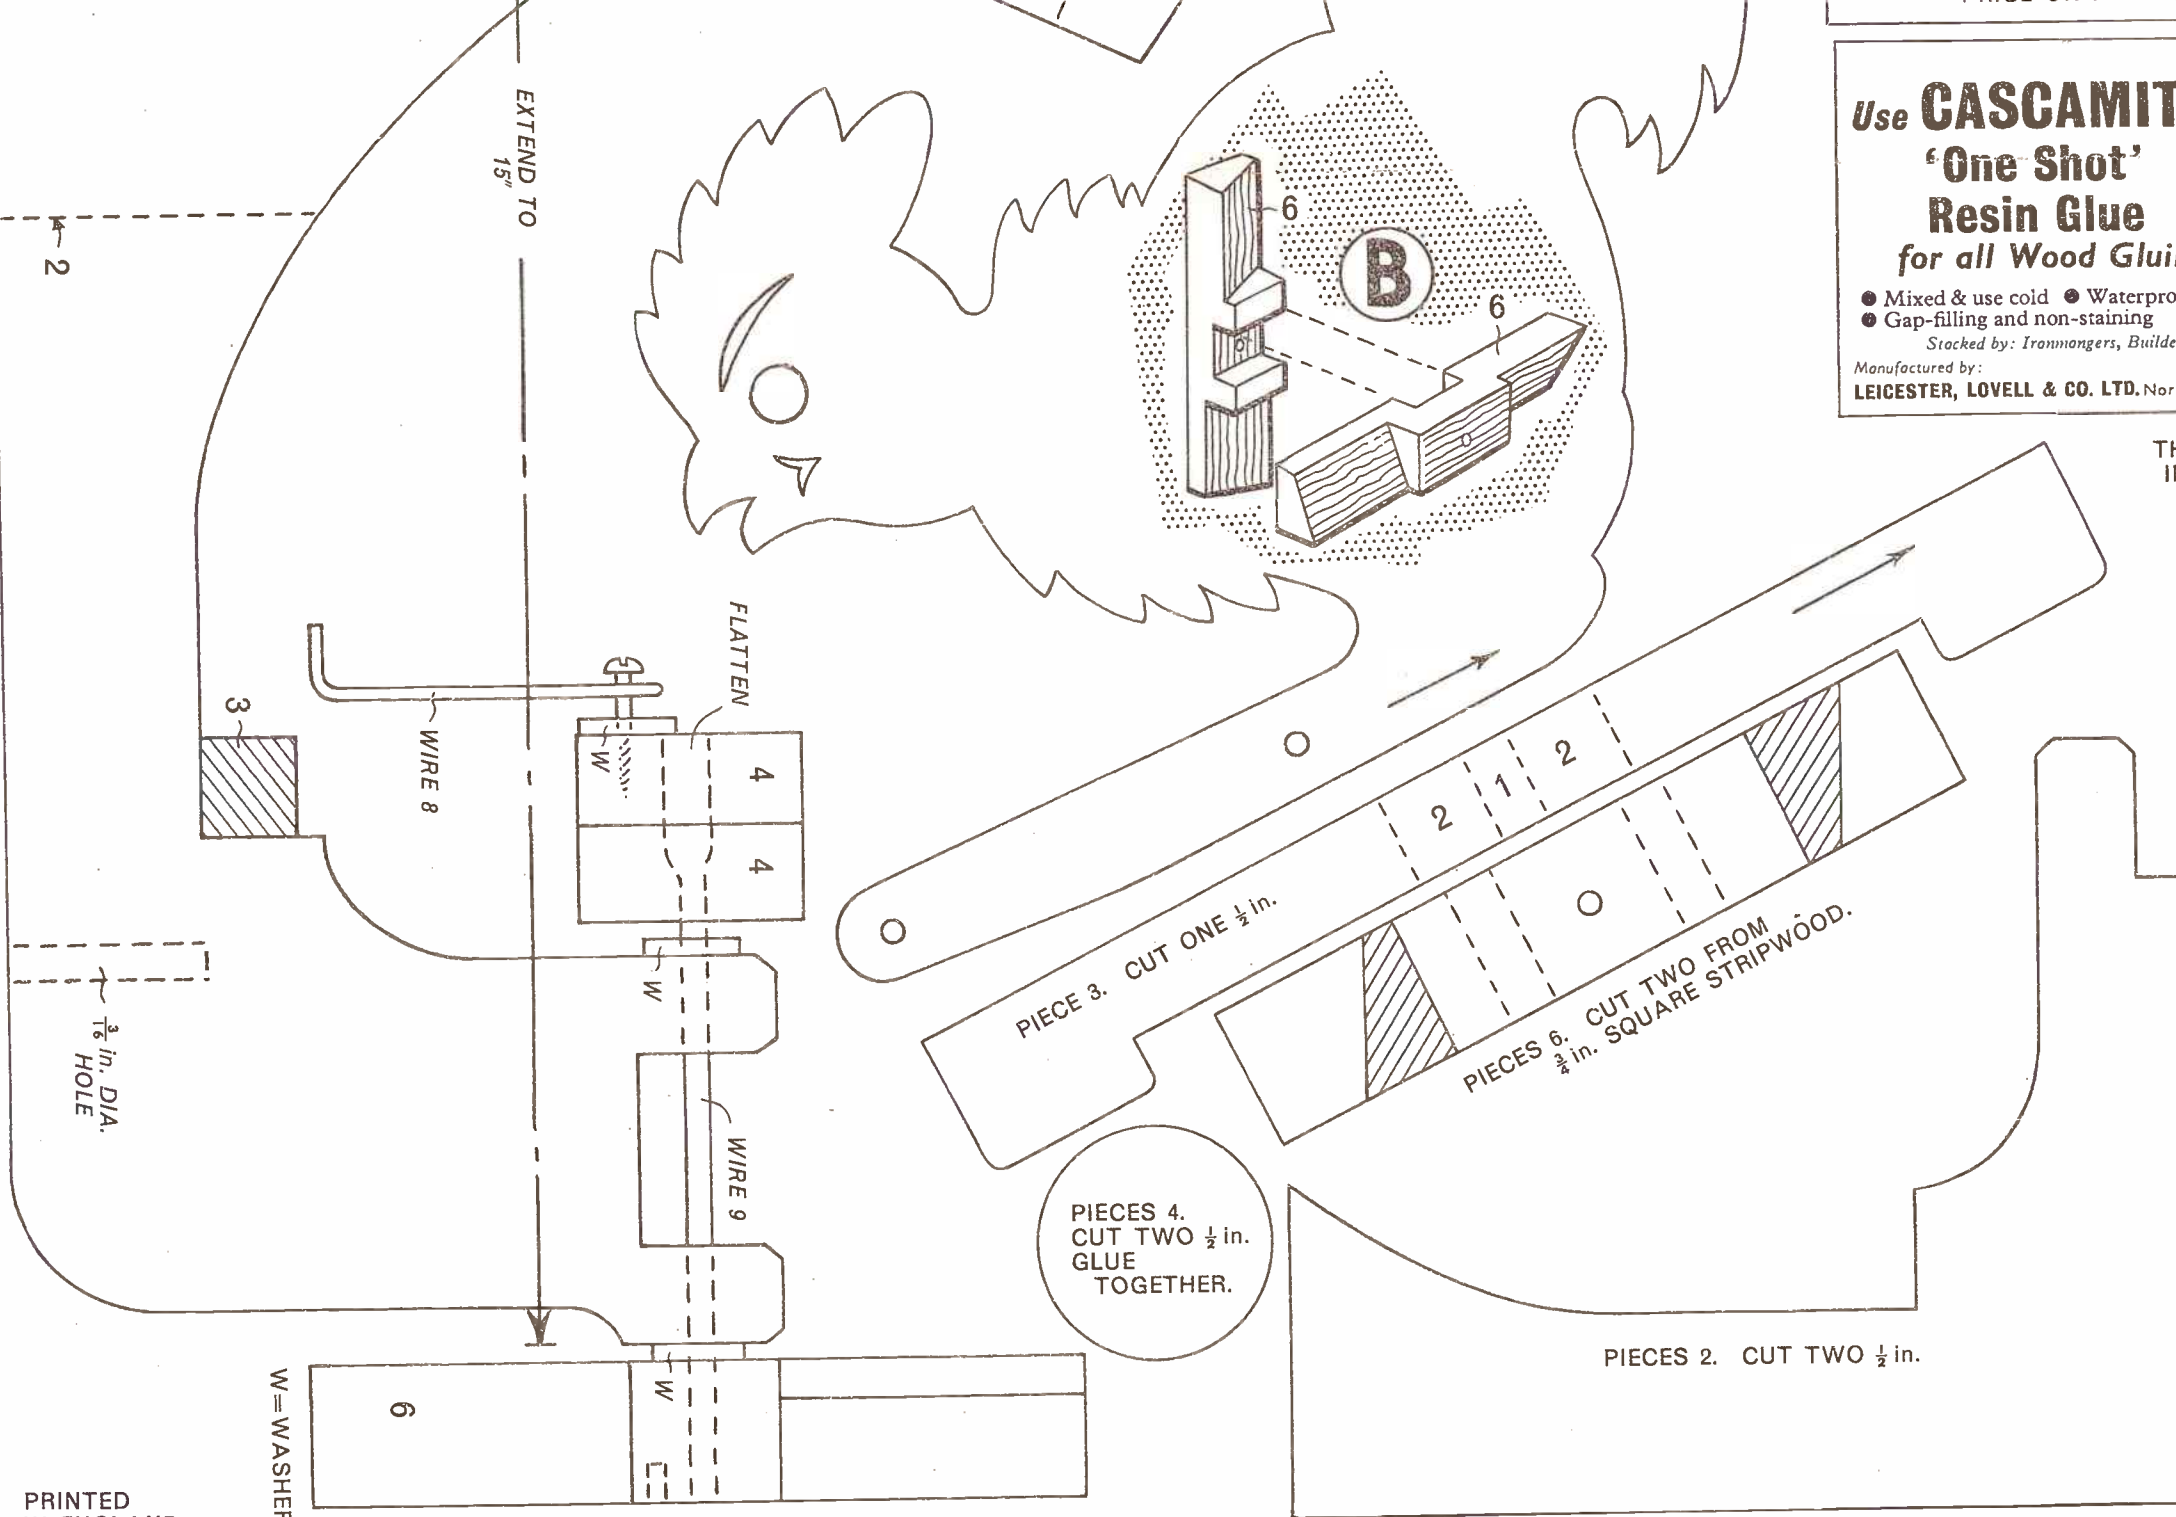 EXTEND TO
15"
2
6
B
6
Use CASCAMIT
‘One Shot’
Resin Glue
for all Wood Glui
● Mixed & use cold ● Waterpro
● Gap-filling and non-staining
Stocked by: Ironmongers, Builde
Manufactured by:
LEICESTER, LOVELL & CO. LTD. Nor
TH
FLATTEN
3
WIRE 8
W
4
4
W
3/16 in. DIA.
HOLE
WIRE 9
2
1
2
PIECE 3. CUT ONE ½ in.
PIECES 6. CUT TWO FROM
¾ in. SQUARE STRIPWOOD.
PIECES 4.
CUT TWO ½ in.
GLUE
TOGETHER.
PIECES 2. CUT TWO ½ in.
W
6
W=WASHER
PRINTED